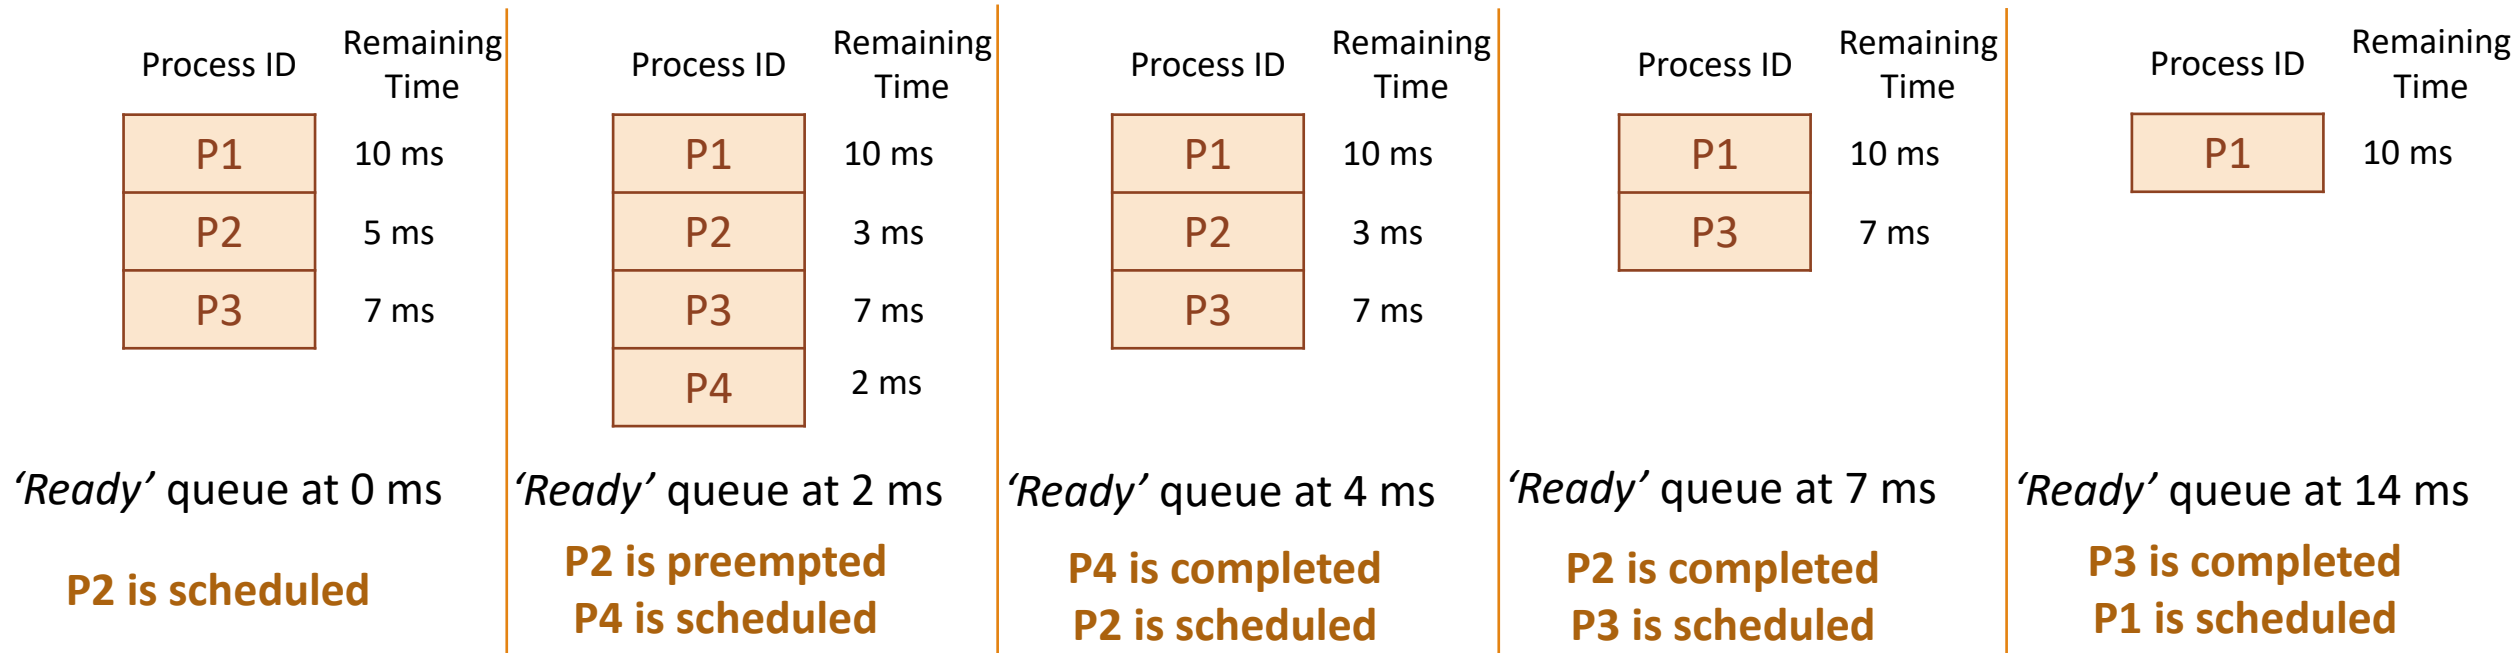 Process ID
Remaining
Time
P1
10 ms
P2
5 ms
P3
7 ms
‘Ready’ queue at 0 ms
P2 is scheduled
Process ID
Remaining
Time
P1
10 ms
P2
3 ms
P3
7 ms
P4
2 ms
‘Ready’ queue at 2 ms
P2 is preempted
P4 is scheduled
Process ID
Remaining
Time
P1
10 ms
P2
3 ms
P3
7 ms
‘Ready’ queue at 4 ms
P4 is completed
P2 is scheduled
Process ID
Remaining
Time
P1
10 ms
P3
7 ms
‘Ready’ queue at 7 ms
P2 is completed
P3 is scheduled
Process ID
Remaining
Time
P1
10 ms
‘Ready’ queue at 14 ms
P3 is completed
P1 is scheduled